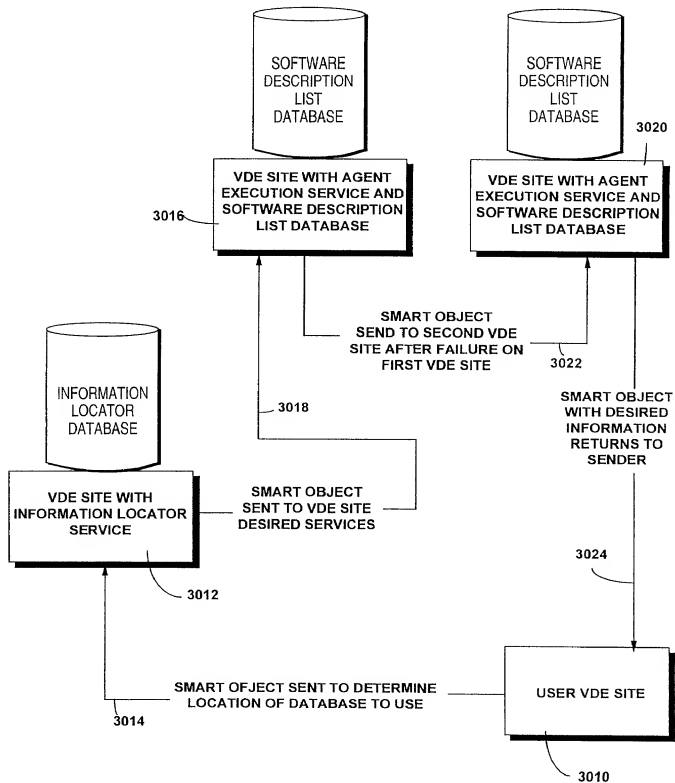 SOFTWARE
DESCRIPTION
LIST
DATABASE
SOFTWARE
DESCRIPTION
LIST
DATABASE
3020
VDE SITE WITH AGENT
EXECUTION SERVICE AND
SOFTWARE DESCRIPTION
LIST DATABASE
3016
VDE SITE WITH AGENT
EXECUTION SERVICE AND
SOFTWARE DESCRIPTION
LIST DATABASE
SMART OBJECT
SEND TO SECOND VDE
SITE AFTER FAILURE ON
FIRST VDE SITE
3022
INFORMATION
LOCATOR
DATABASE
3018
SMART OBJECT
WITH DESIRED
INFORMATION
RETURNS TO
SENDER
VDE SITE WITH
INFORMATION LOCATOR
SERVICE
SMART OBJECT
SENT TO VDE SITE
DESIRED SERVICES
3012
3024
SMART OFJECT SENT TO DETERMINE
LOCATION OF DATABASE TO USE
3014
USER VDE SITE
3010